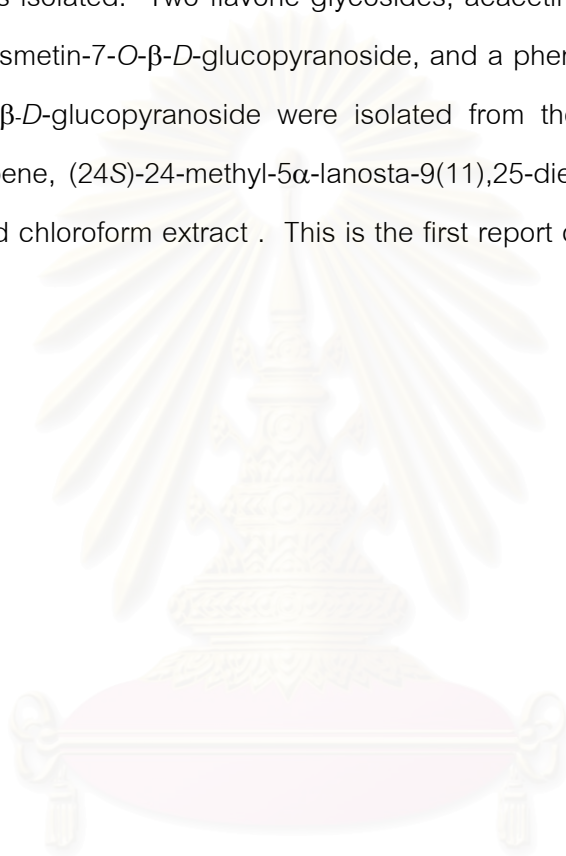 s isolated. Two flavone glycosides, acacetin
smetin-7-O-β-D-glucopyranoside, and a phen
β-D-glucopyranoside were isolated from the
ene, (24S)-24-methyl-5α-lanosta-9(11),25-die
d chloroform extract . This is the first report o